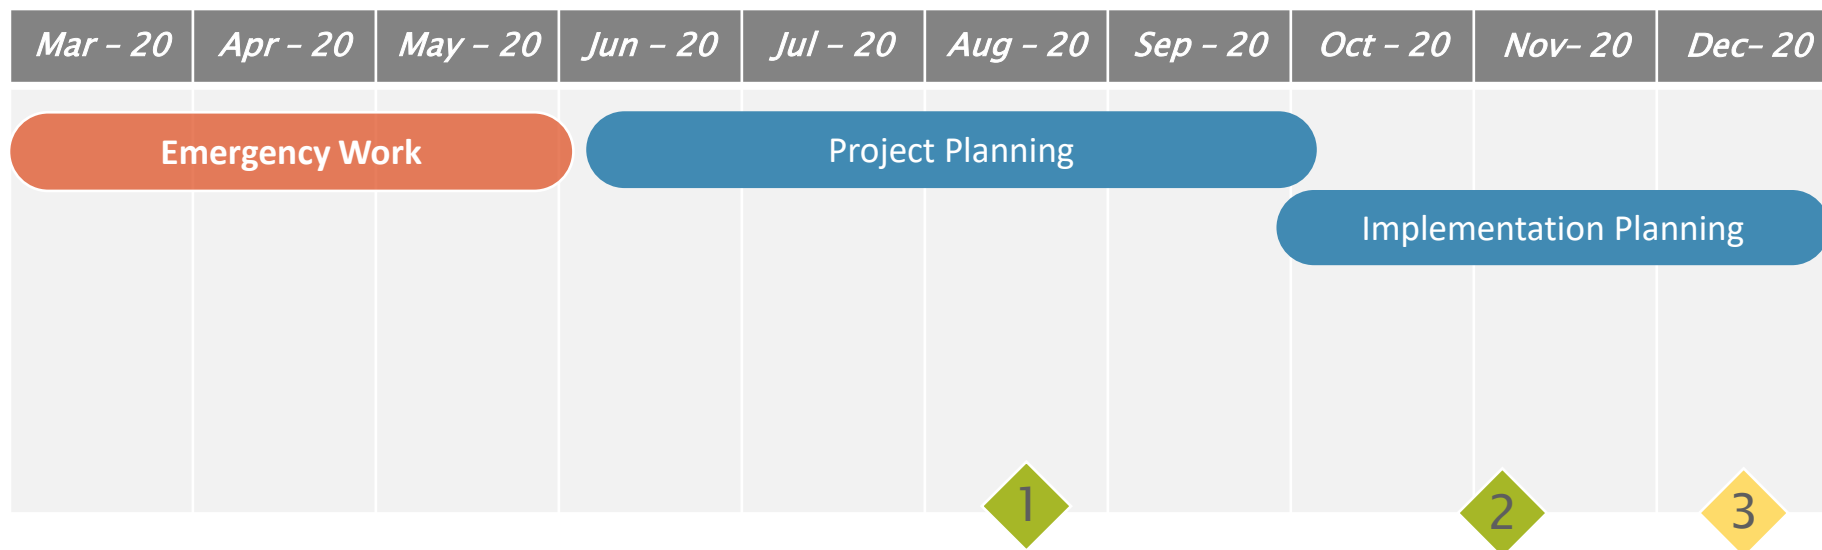 Mar – 20 Apr – 20 May – 20 Jun – 20 Jul – 20 Aug – 20 Sep – 20 Oct – 20 Nov– 20 Dec– 20
Emergency Work
Project Planning
Implementation Planning
1 2 3